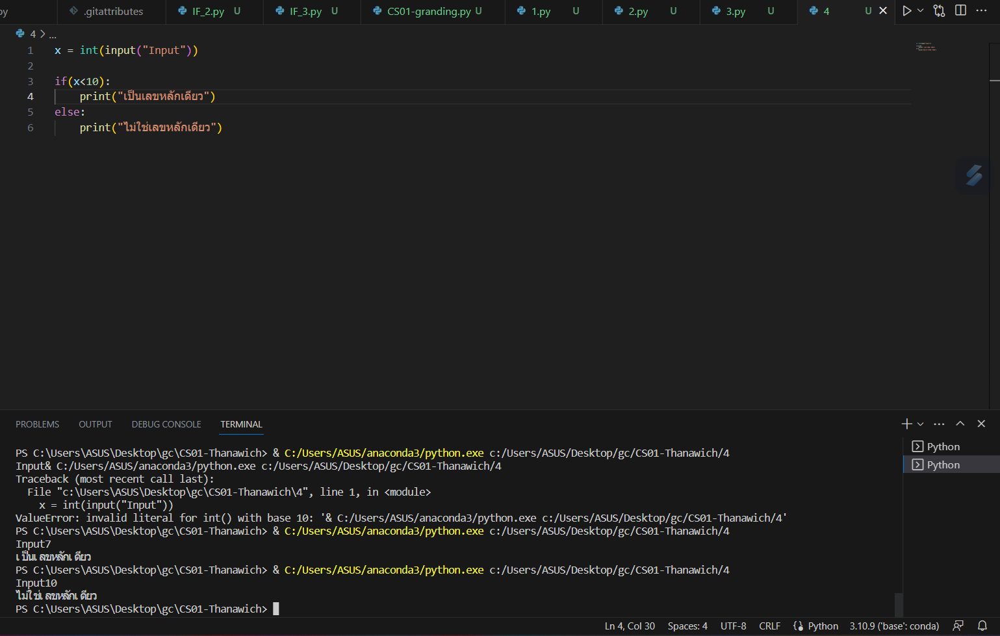 py .gitattributes IF_2.py U IF_3.py U CS01-granding.py U 1.py U 2.py U 3.py U 4 U
4 > ...
1 x = int(input("Input"))
2
3 if(x<10):
4 print("เป็นเลขหลักเดียว")
5 else:
6 print("ไม่ใช่เลขหลักเดียว")
PROBLEMS OUTPUT DEBUG CONSOLE TERMINAL
PS C:\Users\ASUS\Desktop\gc\CS01-Thanawich> & C:/Users/ASUS/anaconda3/python.exe c:/Users/ASUS/Desktop/gc/CS01-Thanawich/4
Input& C:/Users/ASUS/anaconda3/python.exe c:/Users/ASUS/Desktop/gc/CS01-Thanawich/4
Traceback (most recent call last):
File "c:\Users\ASUS\Desktop\gc\CS01-Thanawich\4", line 1, in <module>
x = int(input("Input"))
ValueError: invalid literal for int() with base 10: '& C:/Users/ASUS/anaconda3/python.exe c:/Users/ASUS/Desktop/gc/CS01-Thanawich/4'
PS C:\Users\ASUS\Desktop\gc\CS01-Thanawich> & C:/Users/ASUS/anaconda3/python.exe c:/Users/ASUS/Desktop/gc/CS01-Thanawich/4
Input7
เป็นเลขหลักเดียว
PS C:\Users\ASUS\Desktop\gc\CS01-Thanawich> & C:/Users/ASUS/anaconda3/python.exe c:/Users/ASUS/Desktop/gc/CS01-Thanawich/4
Input10
ไม่ใช่เลขหลักเดียว
PS C:\Users\ASUS\Desktop\gc\CS01-Thanawich>
Python
Python
Ln 4, Col 30 Spaces: 4 UTF-8 CRLF Python 3.10.9 ('base': conda)